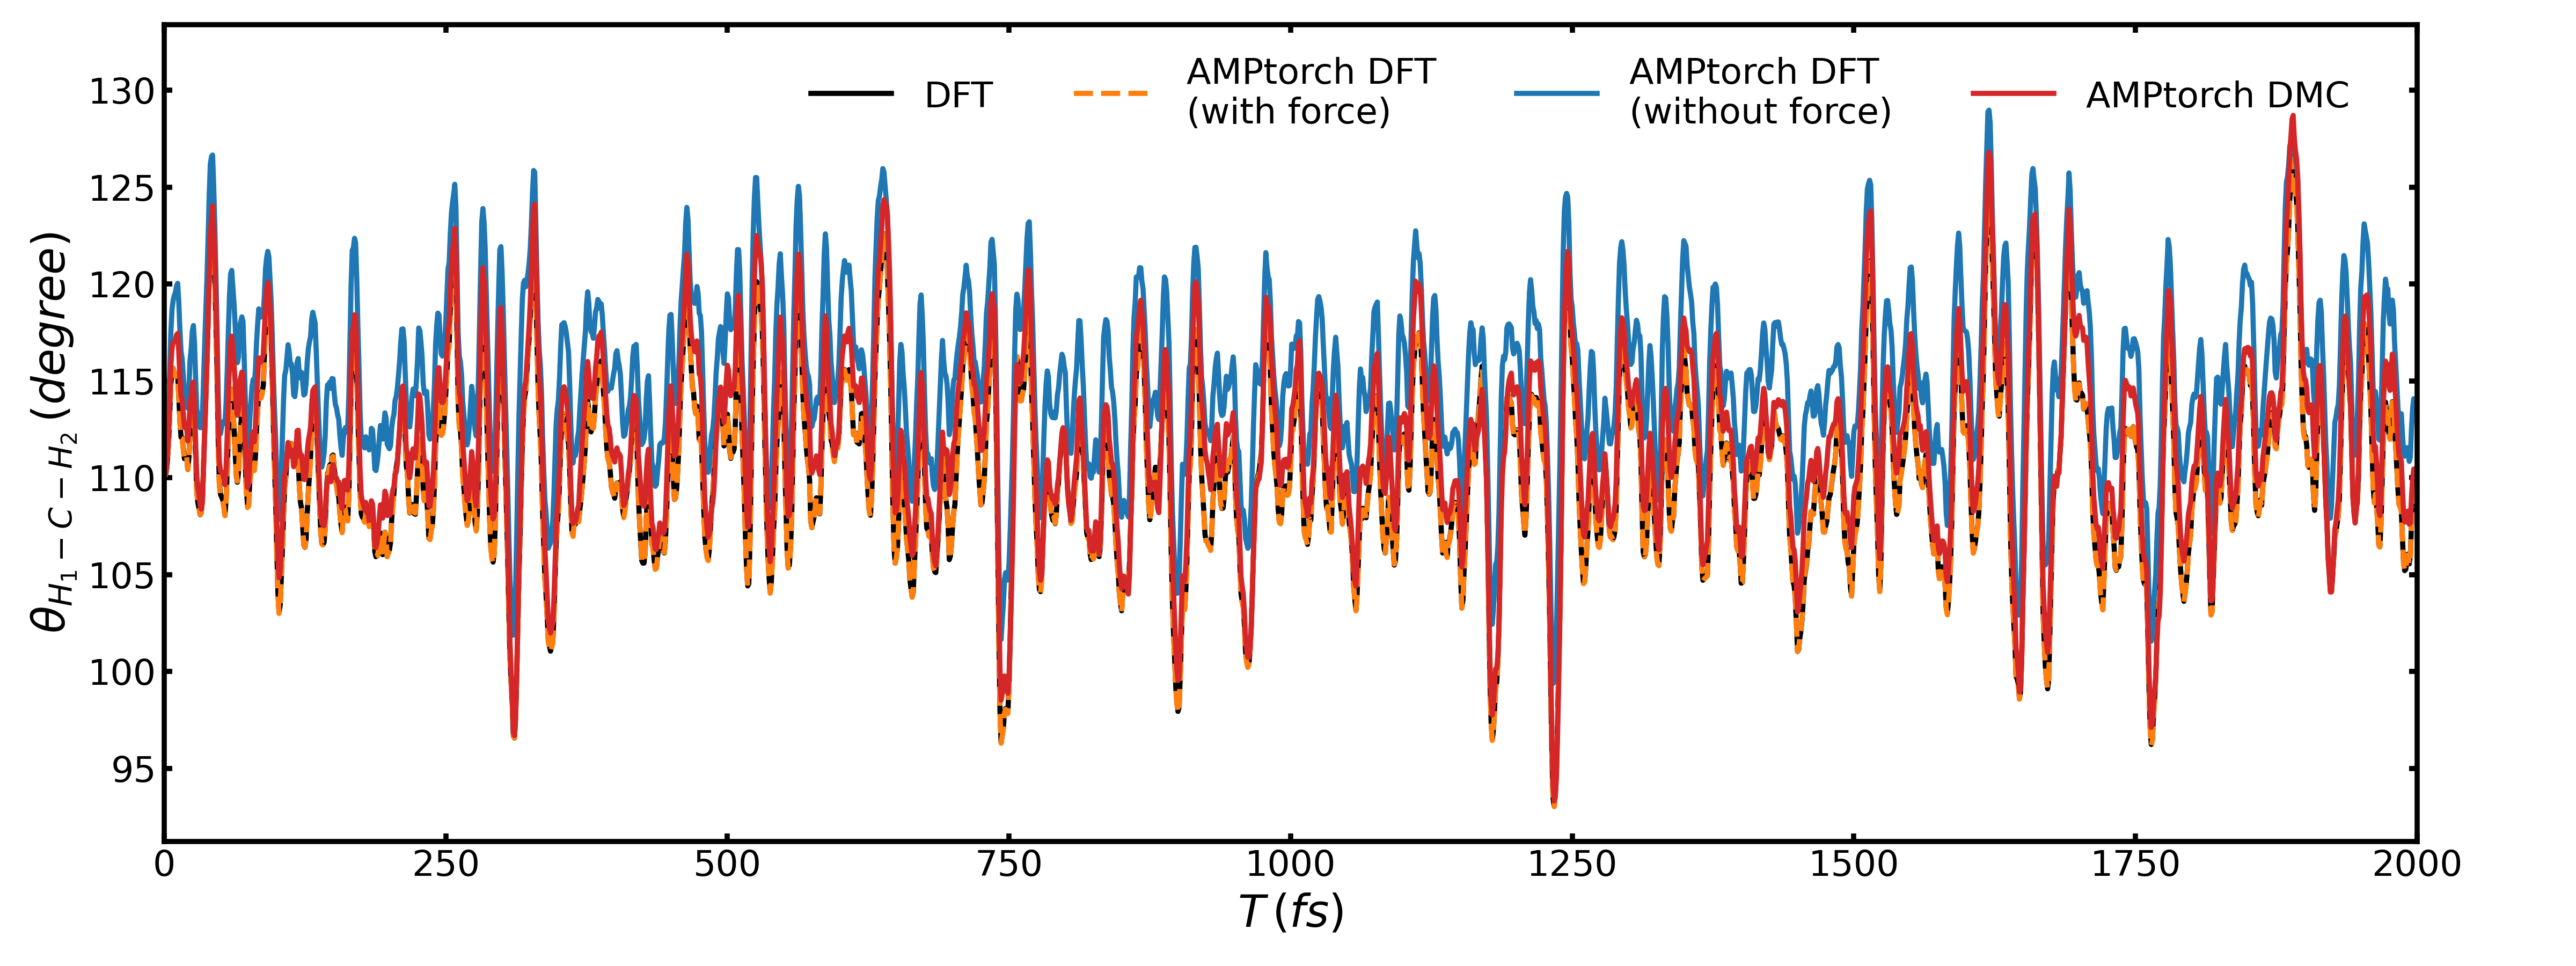 130
125
120
115
110
105
100
95
θH1−C−H2 (degree)
DFT
AMPtorch DFT
(with force)
AMPtorch DFT
(without force)
AMPtorch DMC
0 250 500 750 1000 1250 1500 1750 2000
T (fs)